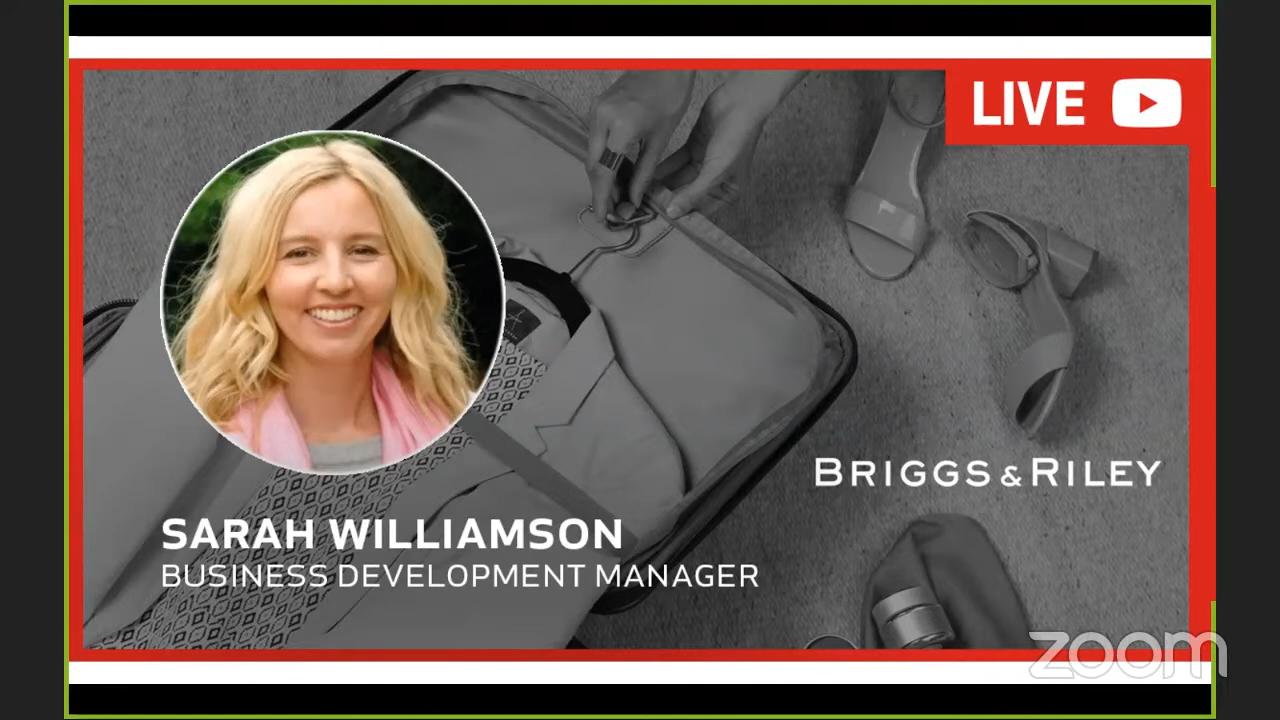 LIVE
BRIGGS & RILEY
SARAH WILLIAMSON
BUSINESS DEVELOPMENT MANAGER
zoom